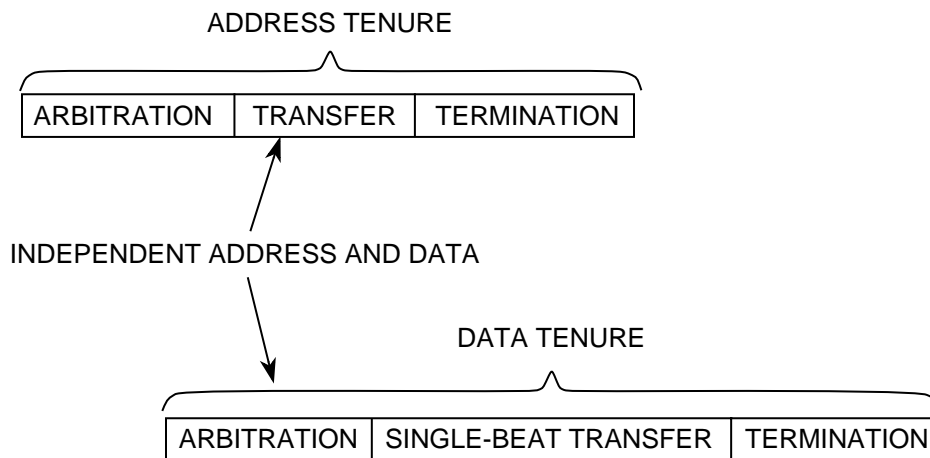 ADDRESS TENURE
ARBITRATION TRANSFER TERMINATION
INDEPENDENT ADDRESS AND DATA
DATA TENURE
ARBITRATION SINGLE-BEAT TRANSFER TERMINATION